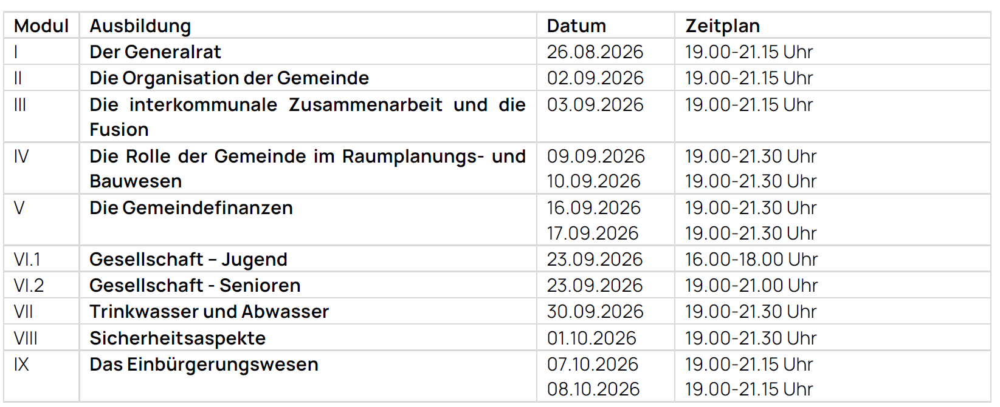 Modul Ausbildung Datum Zeitplan
I Der Generalrat 26.08.2026 19.00-21.15 Uhr
II Die Organisation der Gemeinde 02.09.2026 19.00-21.15 Uhr
III Die interkommunale Zusammenarbeit und die 03.09.2026 19.00-21.15 Uhr
Fusion
IV Die Rolle der Gemeinde im Raumplanungs- und 09.09.2026 19.00-21.30 Uhr
Bauwesen 10.09.2026 19.00-21.30 Uhr
V Die Gemeindefinanzen 16.09.2026 19.00-21.30 Uhr
17.09.2026 19.00-21.30 Uhr
VI.1 Gesellschaft – Jugend 23.09.2026 16.00-18.00 Uhr
VI.2 Gesellschaft - Senioren 23.09.2026 19.00-21.00 Uhr
VII Trinkwasser und Abwasser 30.09.2026 19.00-21.30 Uhr
VIII Sicherheitsaspekte 01.10.2026 19.00-21.30 Uhr
IX Das Einbürgerungswesen 07.10.2026 19.00-21.15 Uhr
08.10.2026 19.00-21.15 Uhr